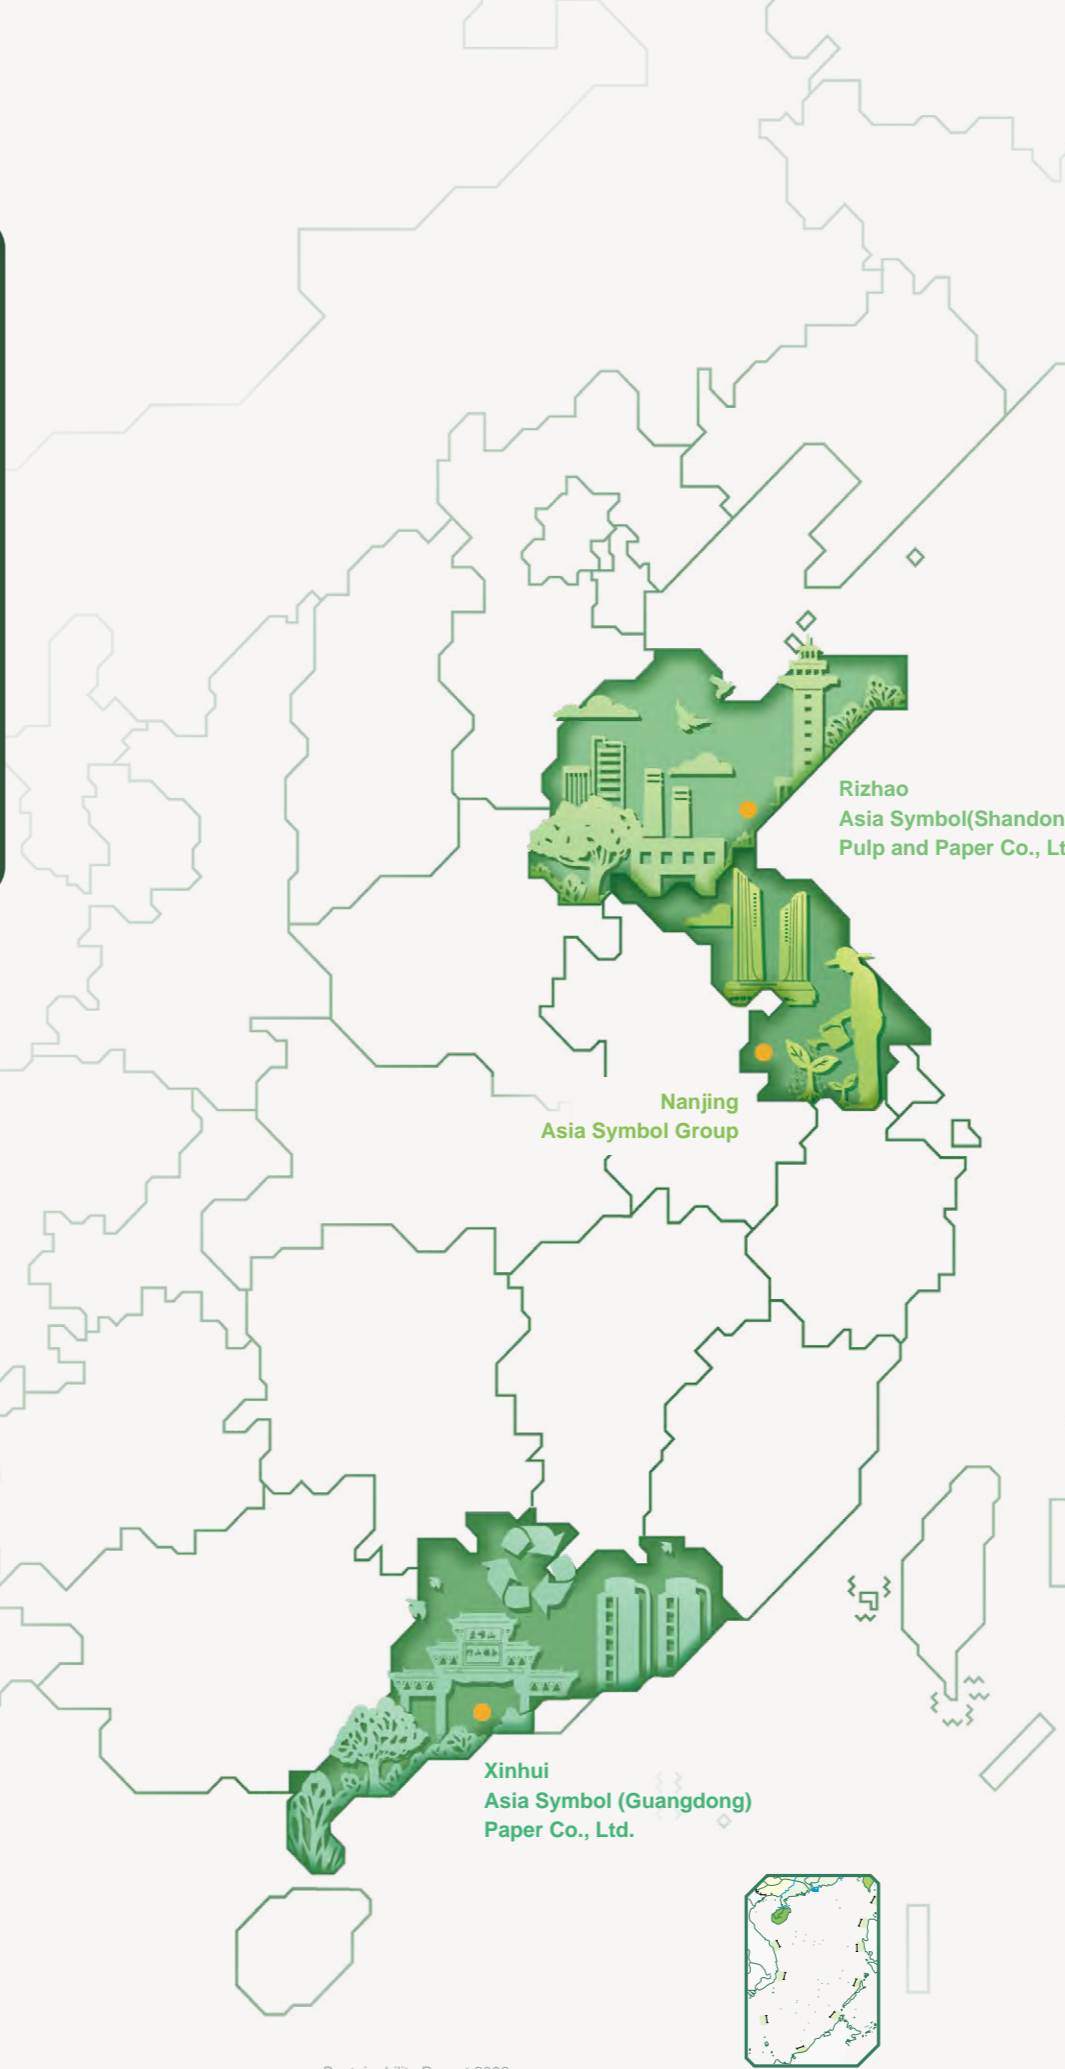 Rizhao
Asia Symbol(Shandon
Pulp and Paper Co., Lt
Nanjing
Asia Symbol Group
Xinhui
Asia Symbol (Guangdong)
Paper Co., Ltd.